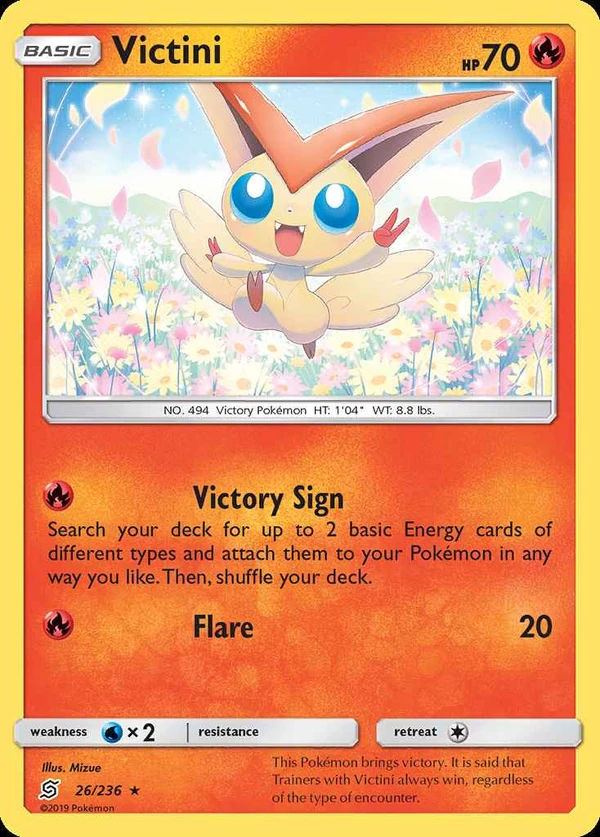 BASIC Victini HP 70
NO. 494 Victory Pokémon HT: 1'04" WT: 8.8 lbs.
Victory Sign
Search your deck for up to 2 basic Energy cards of
different types and attach them to your Pokémon in any
way you like. Then, shuffle your deck.
Flare 20
weakness ×2 resistance retreat
Illus. Mizue
26/236 ★
©2019 Pokémon
This Pokémon brings victory. It is said that
Trainers with Victini always win, regardless
of the type of encounter.